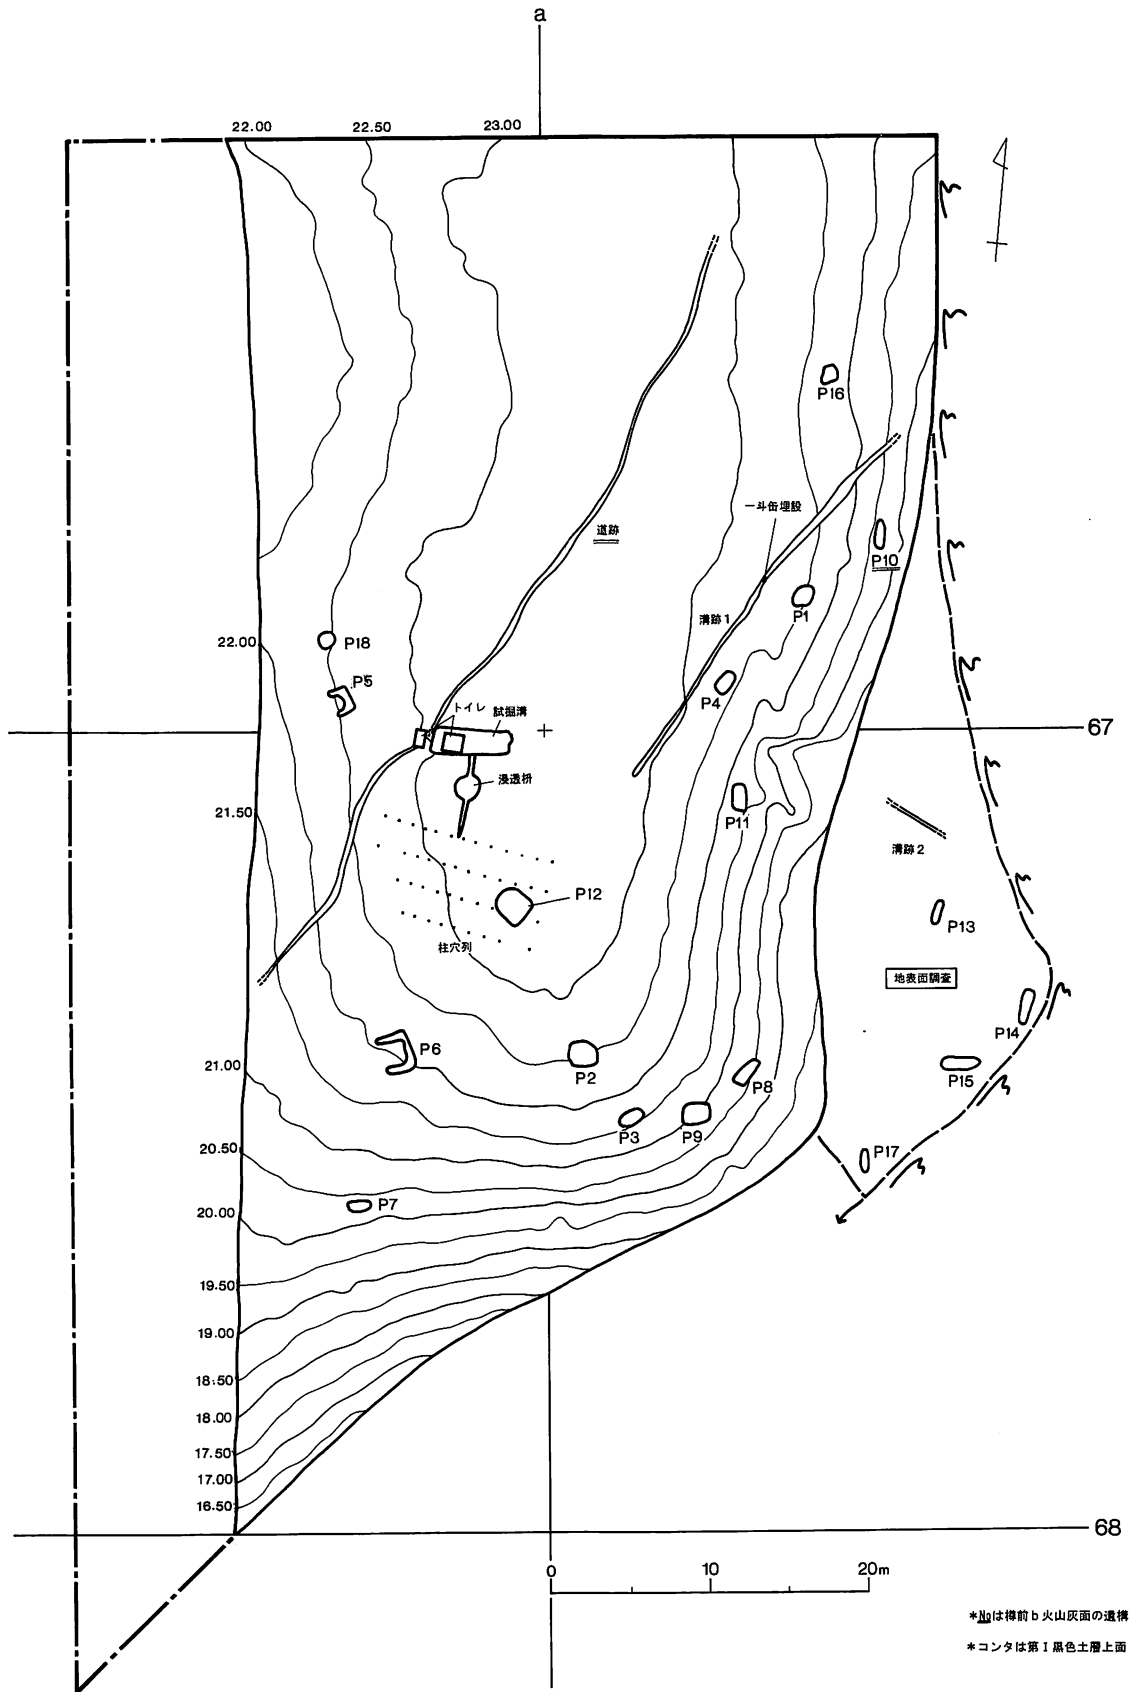 a
22.00
22.50
23.00
P16
一斗缶埋設
道跡
P10
P1
溝跡1
22.00
P18
P5
P4
トイレ
試掘溝
67
浸透枡
21.50
P11
溝跡2
P12
P13
柱穴列
地表面調査
P14
P6
P2
P8
P15
21.00
P3
P9
20.50
P17
P7
20.00
19.50
19.00
18.50
18.00
17.50
17.00
16.50
68
0
10
20m
*Noは樽前b火山灰面の遺構
*コンタは第Ⅰ黒色土層上面